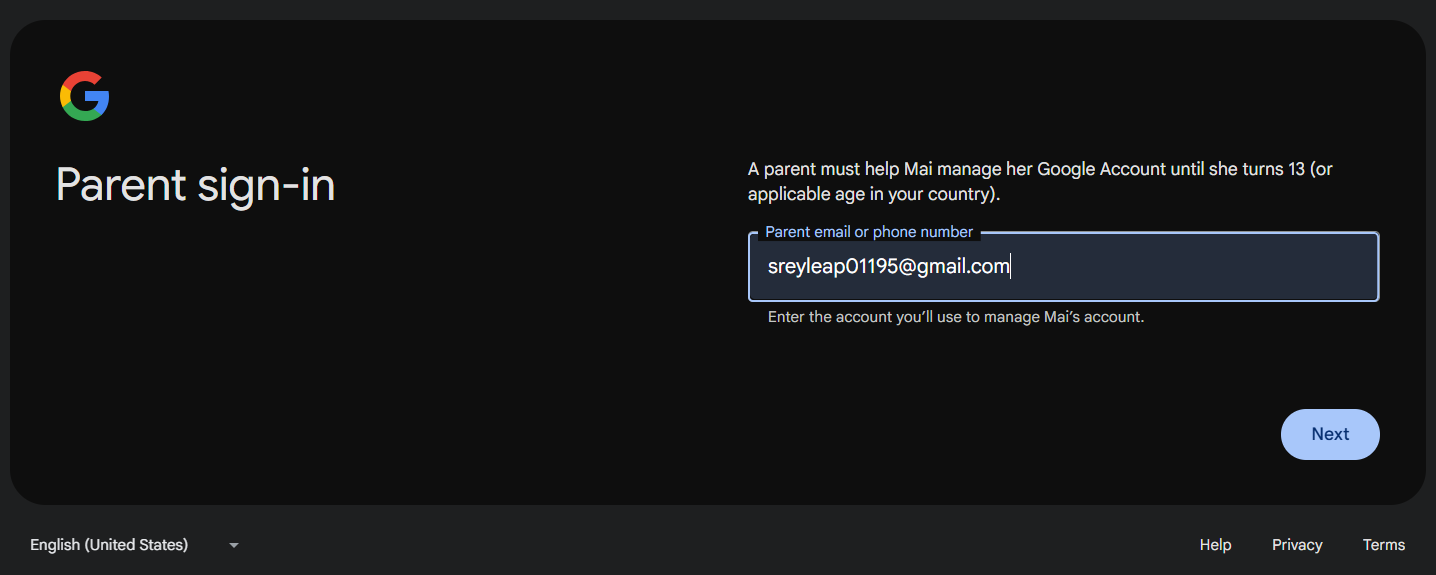 Parent sign-in
A parent must help Mai manage her Google Account until she turns 13 (or
applicable age in your country).
Parent email or phone number
sreyleap01195@gmail.com
Enter the account you’ll use to manage Mai’s account.
Next
English (United States)
Help
Privacy
Terms